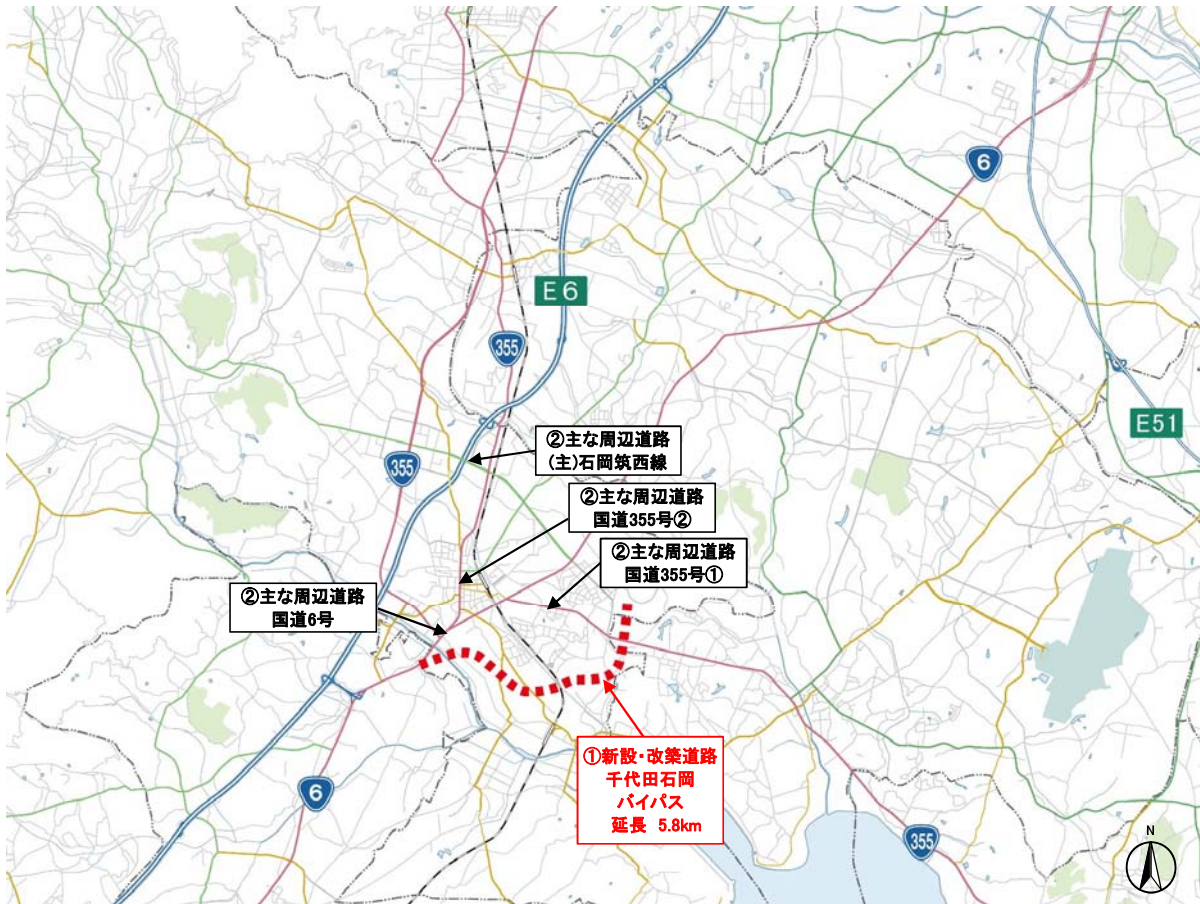 6
E6
355
E51
②主な周辺道路
(主)石岡筑西線
355
②主な周辺道路
国道355号②
②主な周辺道路
国道355号①
②主な周辺道路
国道6号
①新設・改築道路
千代田石岡
バイパス
延長 5.8km
6
355
N